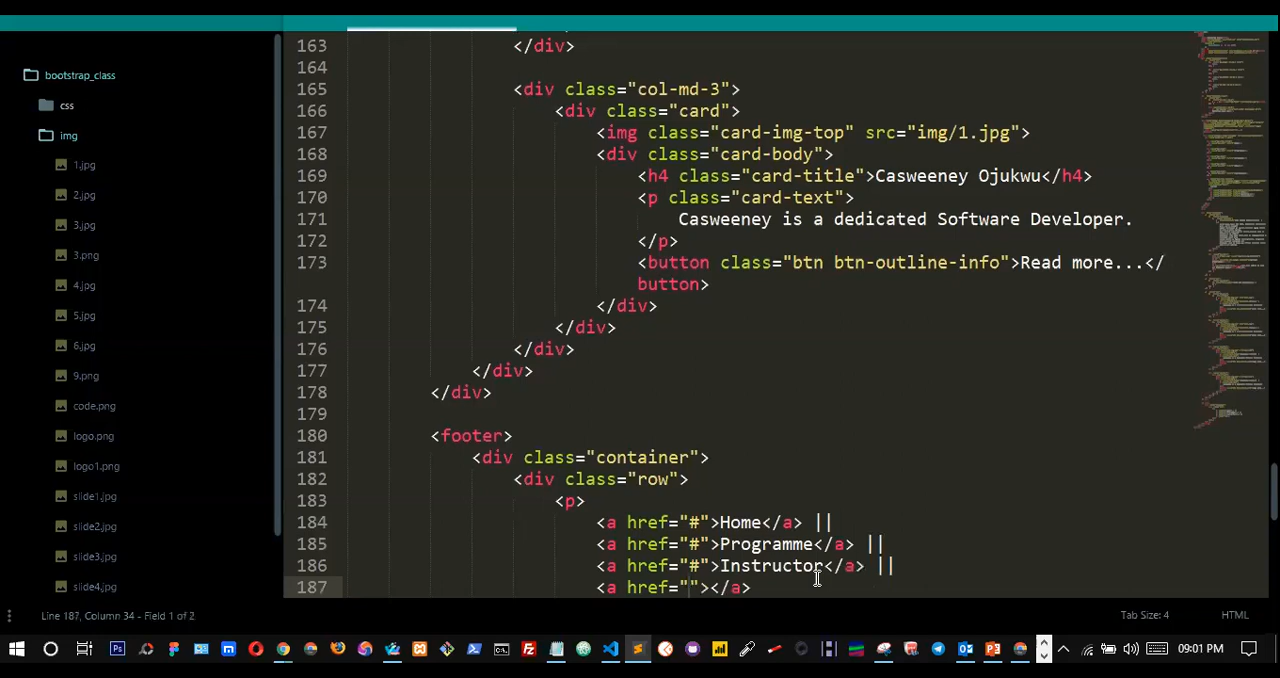 bootstrap_class
css
img
1.jpg
2.jpg
3.jpg
3.png
4.jpg
5.jpg
6.jpg
9.png
code.png
logo.png
logo1.png
slide1.jpg
slide2.jpg
slide3.jpg
slide4.jpg
163 </div>
164
165 <div class="col-md-3">
166 <div class="card">
167 <img class="card-img-top" src="img/1.jpg">
168 <div class="card-body">
169 <h4 class="card-title">Casweeney Ojukwu</h4>
170 <p class="card-text">
171 Casweeney is a dedicated Software Developer.
172 </p>
173 <button class="btn btn-outline-info">Read more...</
button>
174 </div>
175 </div>
176 </div>
177 </div>
178 </div>
179
180 <footer>
181 <div class="container">
182 <div class="row">
183 <p>
184 <a href="#">Home</a> ||
185 <a href="#">Programme</a> ||
186 <a href="#">Instructor</a> ||
187 <a href=""></a>
Line 187, Column 34 - Field 1 of 2
Tab Size: 4 HTML
09:01 PM